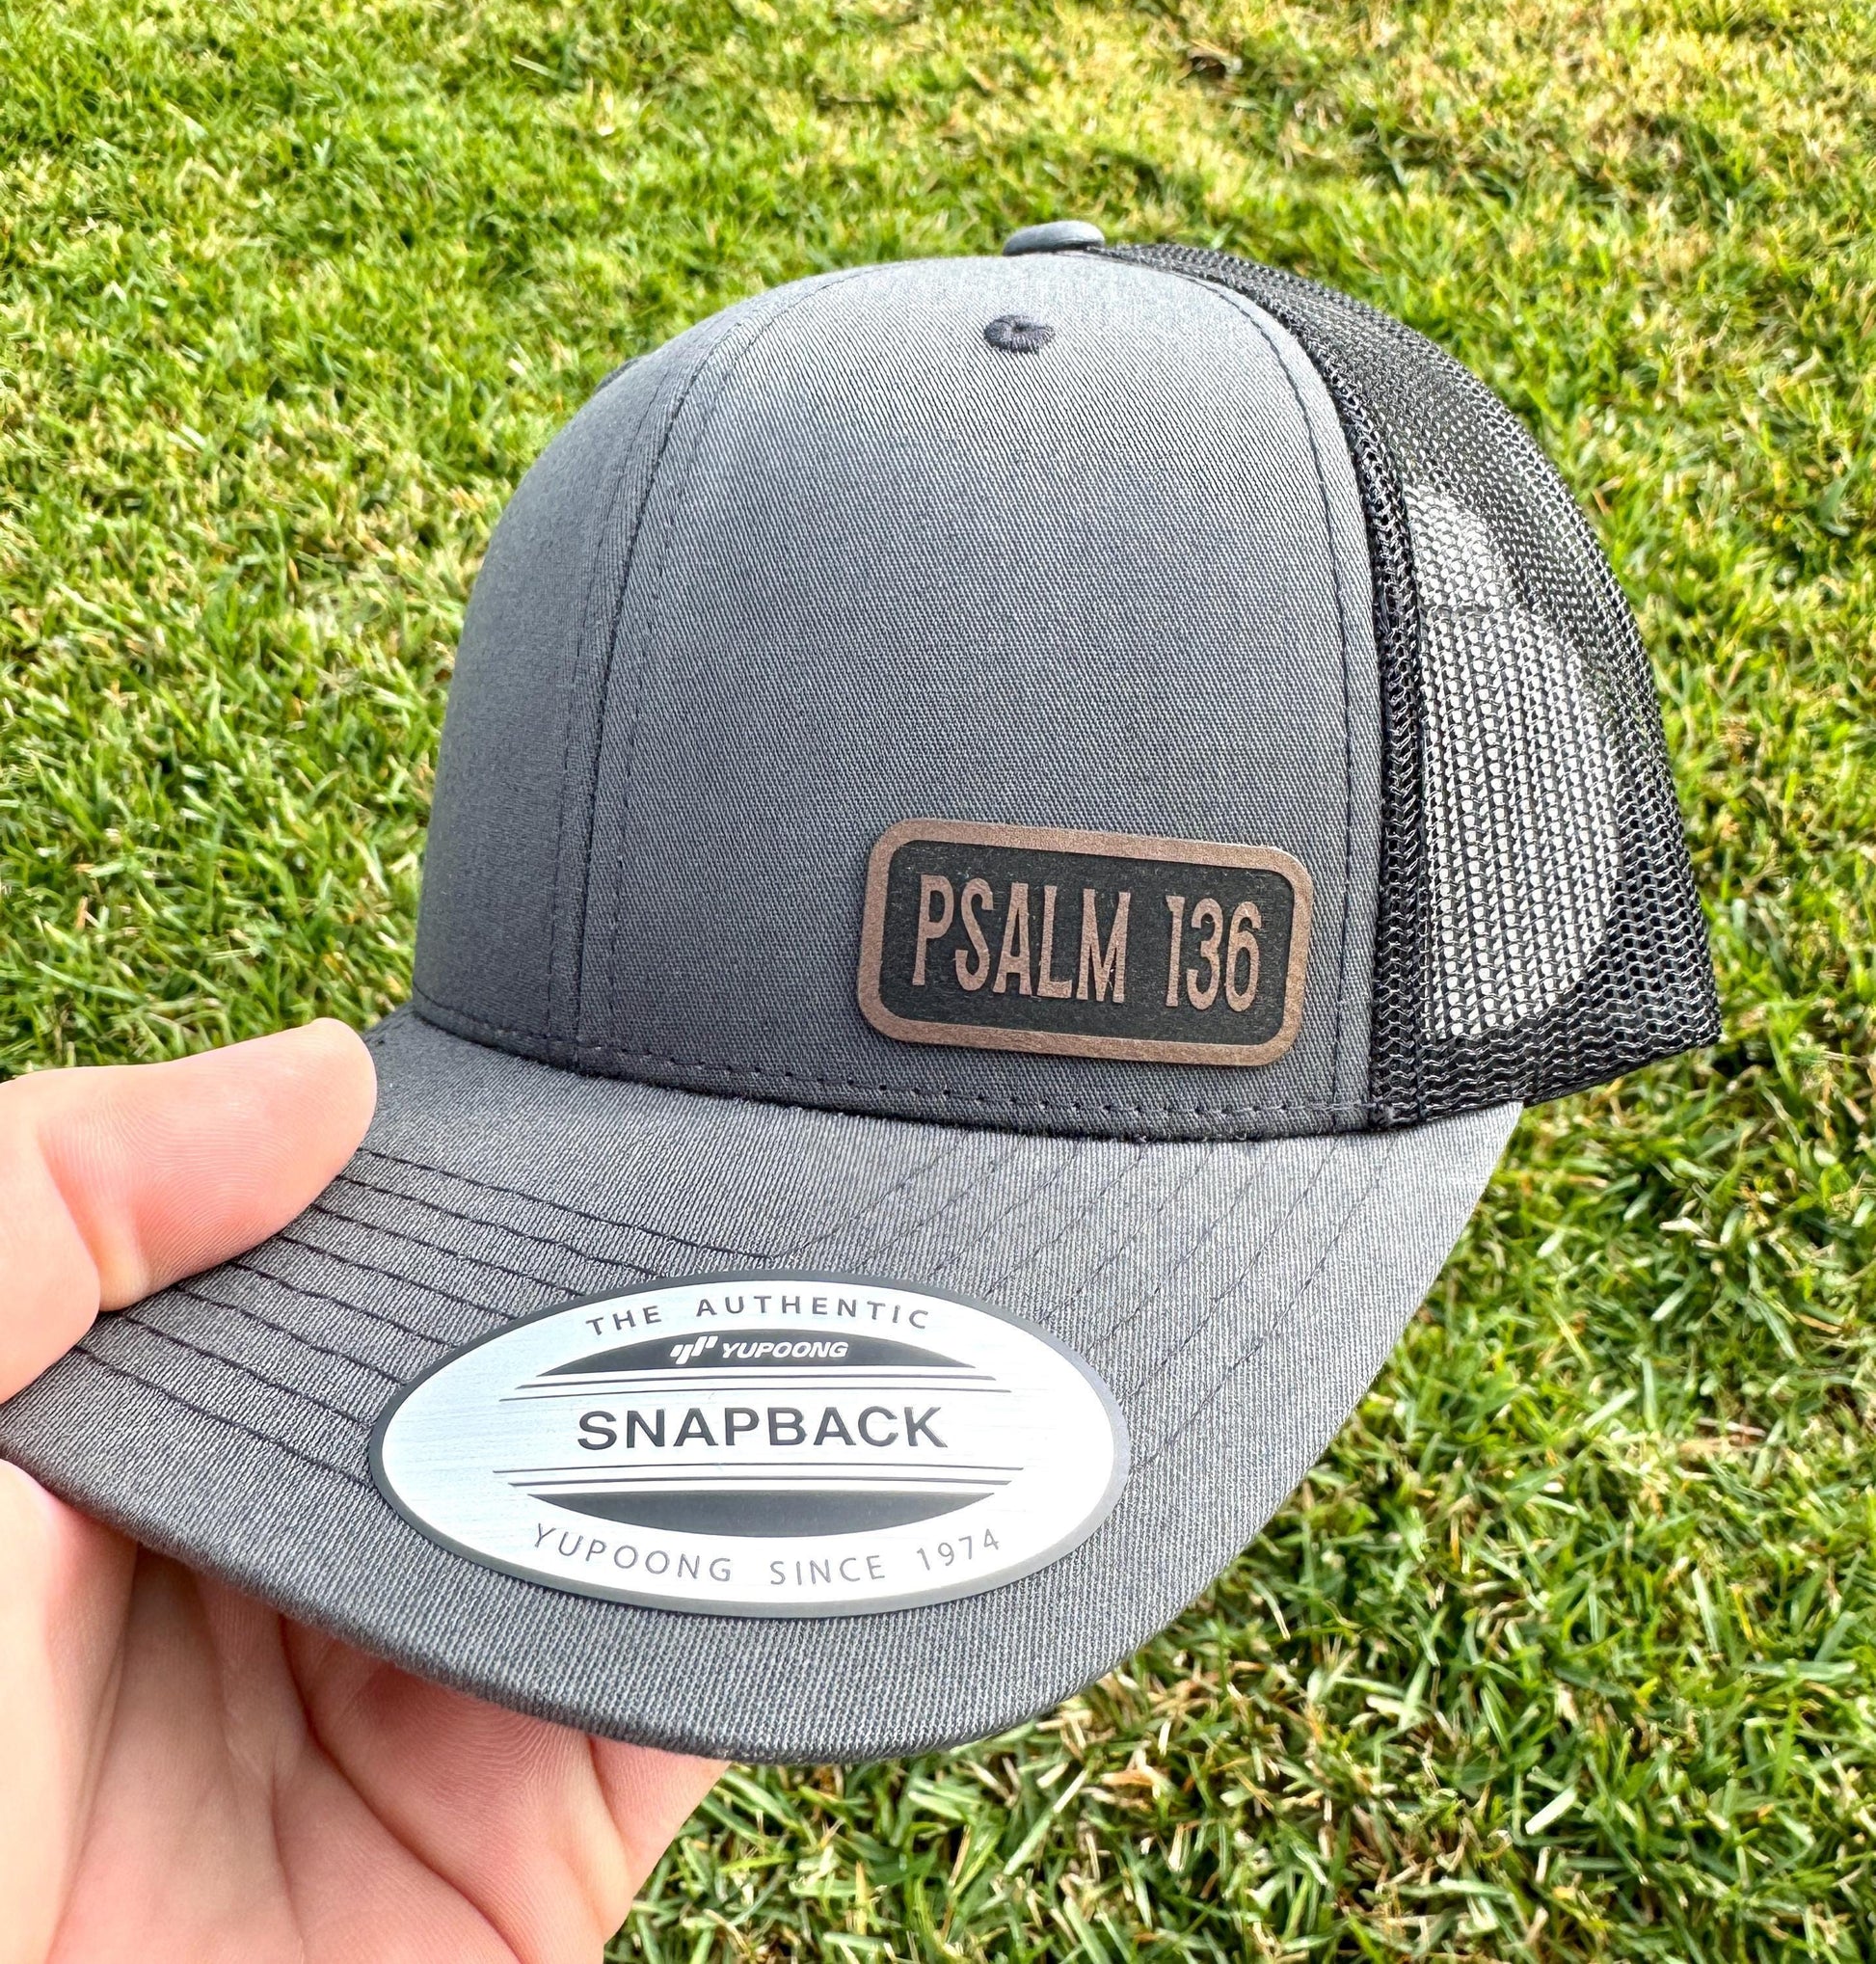 PSALM 136
THE AUTHENTIC
YUPOONG
SNAPBACK
YUPOONG SINCE 1974